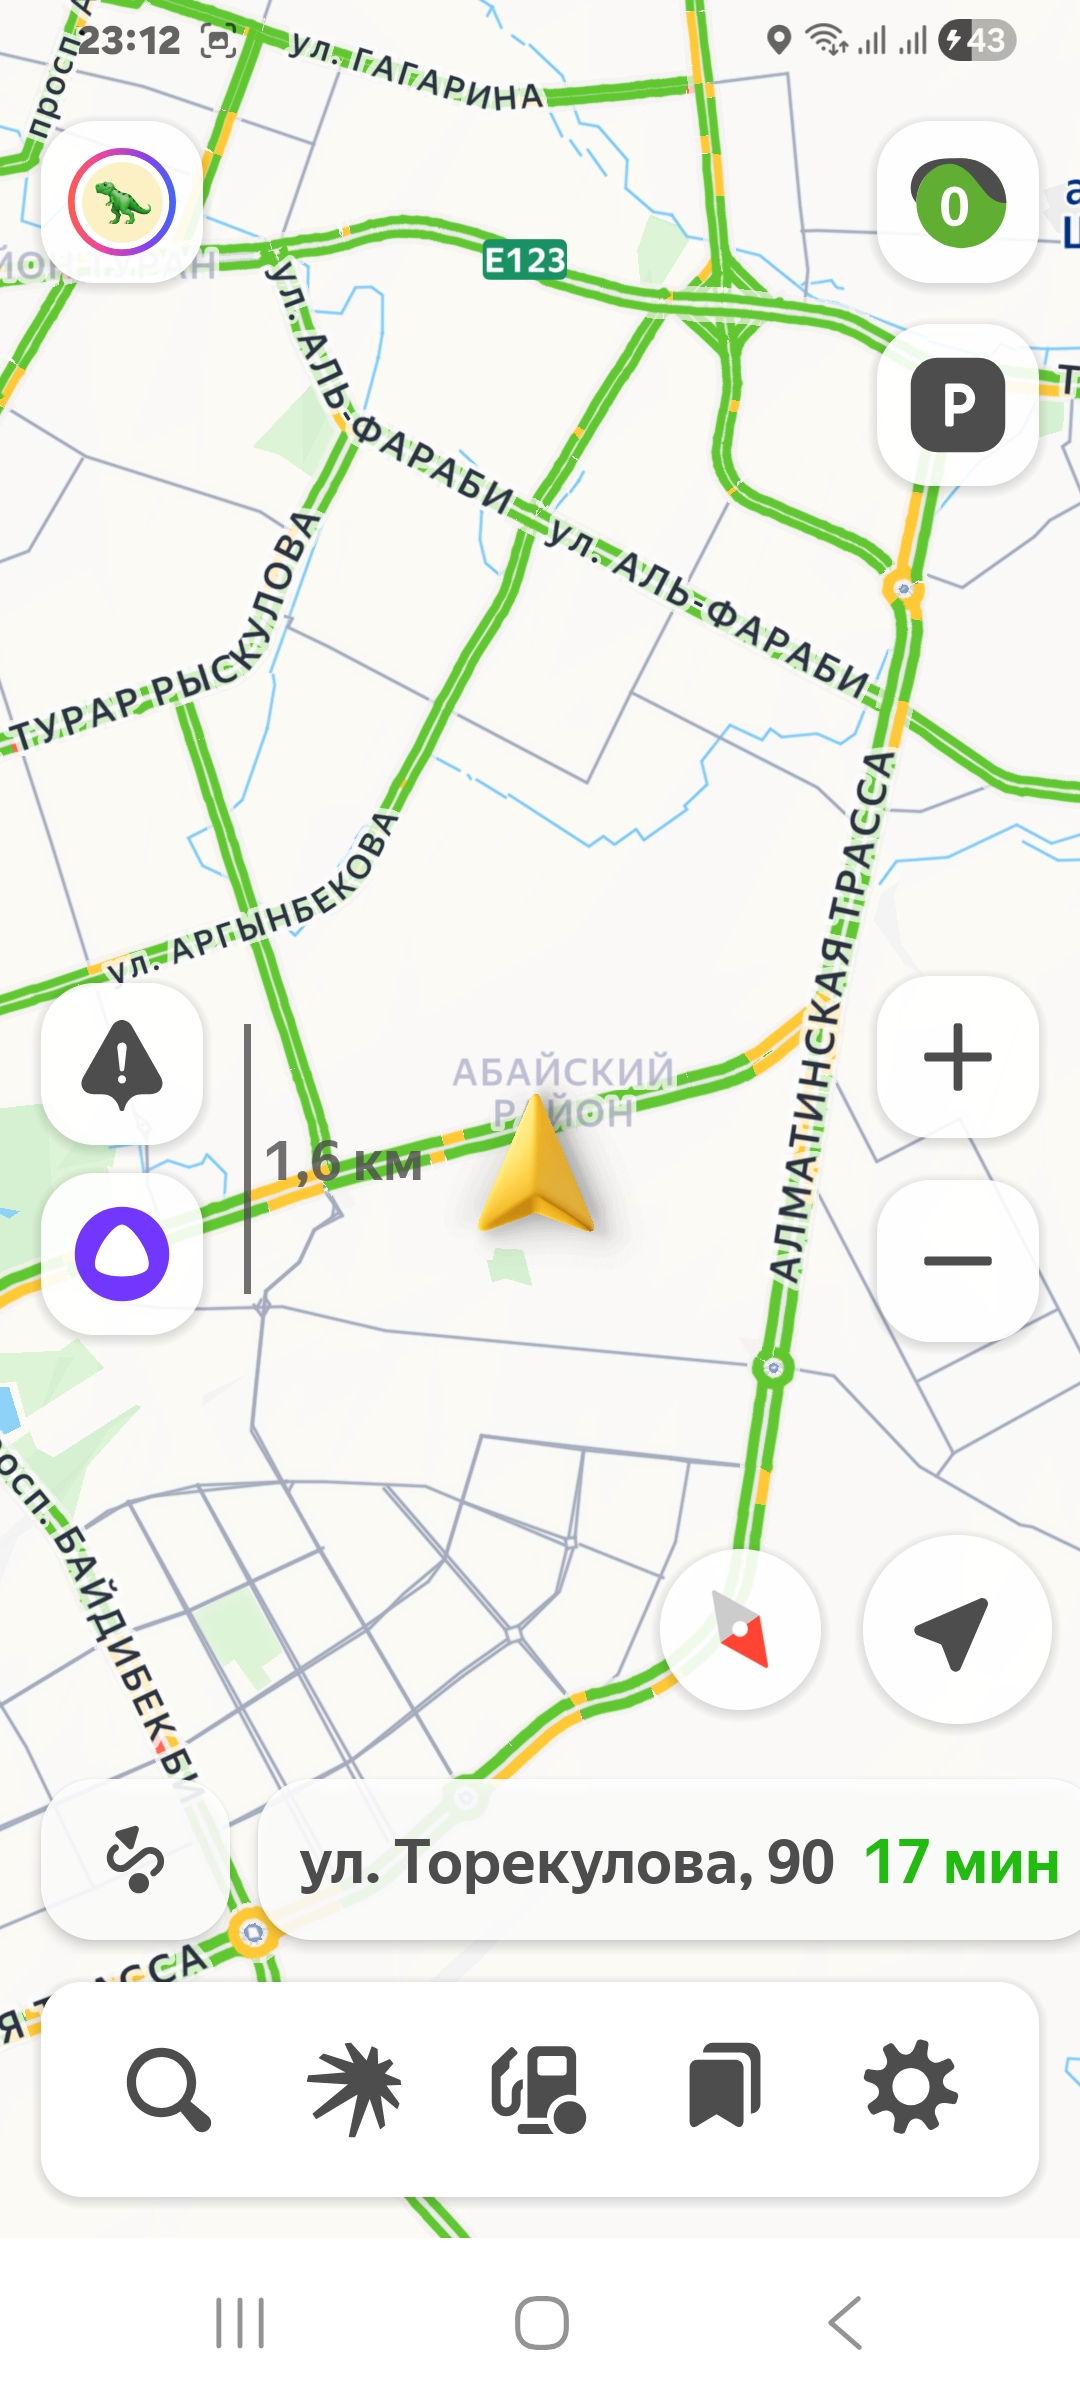 23:12
43
просп.
ул. ГАГАРИНА
0
E123
P
ул. АЛЬ-ФАРАБИ
ул. АЛЬ-ФАРАБИ
ТУРАР РЫСКУЛОВА
ул. АРГЫНБЕКОВА
АЛМАТИНСКАЯ ТРАССА
АБАЙСКИЙ
РАЙОН
1,6 км
БАЙДИБЕК БИ
ул. Торекулова, 90 17 мин